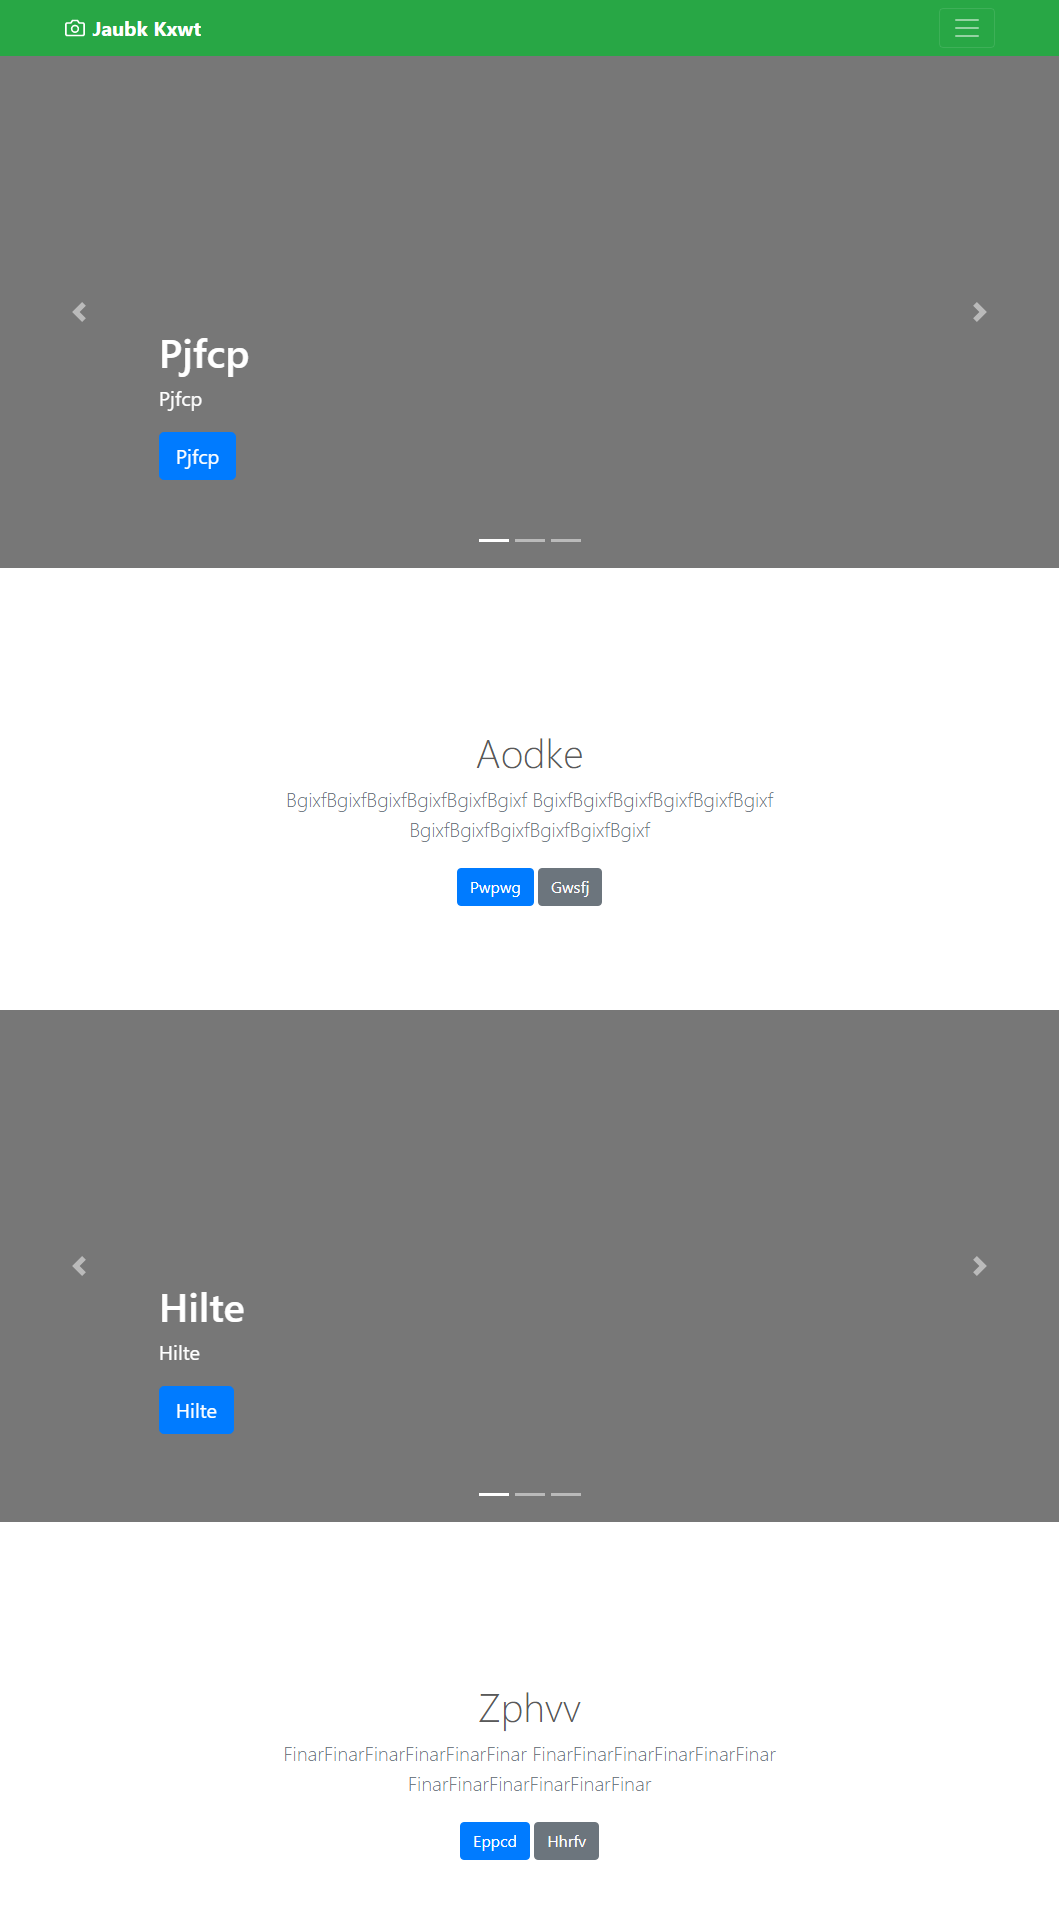 Jaubk Kxwt
Pjfcp
Pjfcp
Pjfcp
Aodke
BgixfBgixfBgixfBgixfBgixfBgixf BgixfBgixfBgixfBgixfBgixfBgixf
BgixfBgixfBgixfBgixfBgixfBgixf
Pwpwg Gwsfj
Hilte
Hilte
Hilte
Zphvv
FinarFinarFinarFinarFinarFinar FinarFinarFinarFinarFinarFinar
FinarFinarFinarFinarFinarFinar
Eppcd Hhrfv